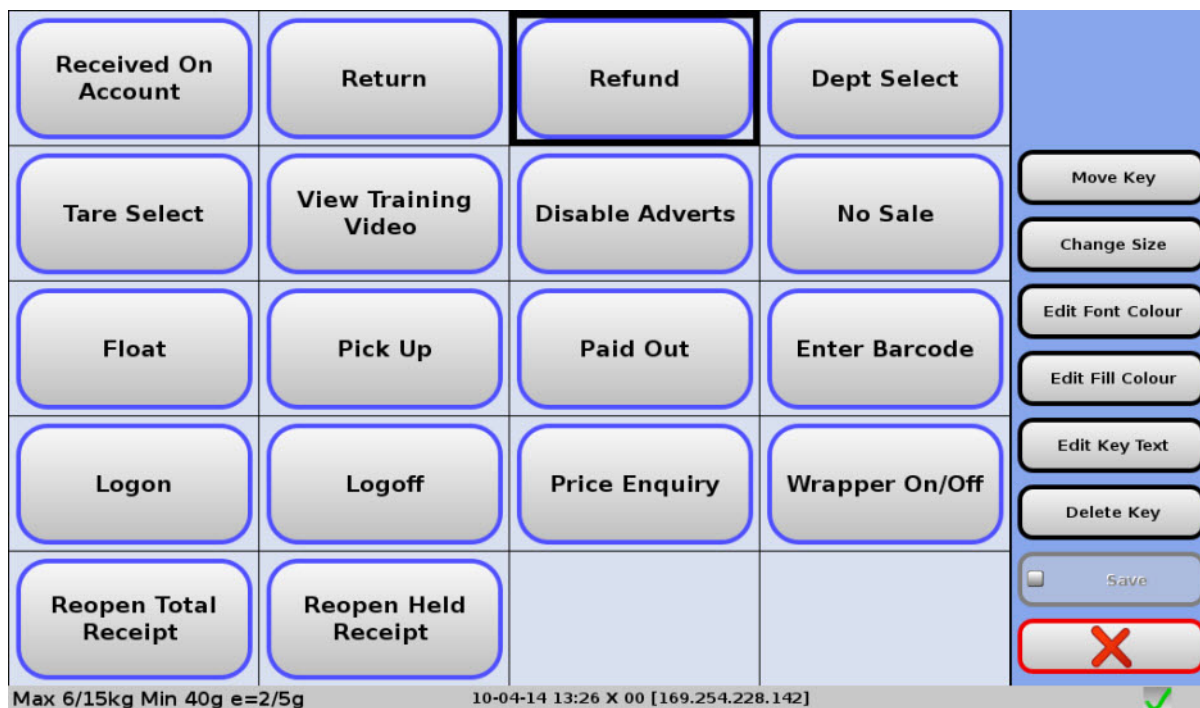 Received On
Account
Return
Refund
Dept Select
Tare Select
View Training
Video
Disable Adverts
No Sale
Float
Pick Up
Paid Out
Enter Barcode
Logon
Logoff
Price Enquiry
Wrapper On/Off
Reopen Total
Receipt
Reopen Held
Receipt
Move Key
Change Size
Edit Font Colour
Edit Fill Colour
Edit Key Text
Delete Key
Save
Max 6/15kg Min 40g e=2/5g
10-04-14 13:26 X 00 [169.254.228.142]